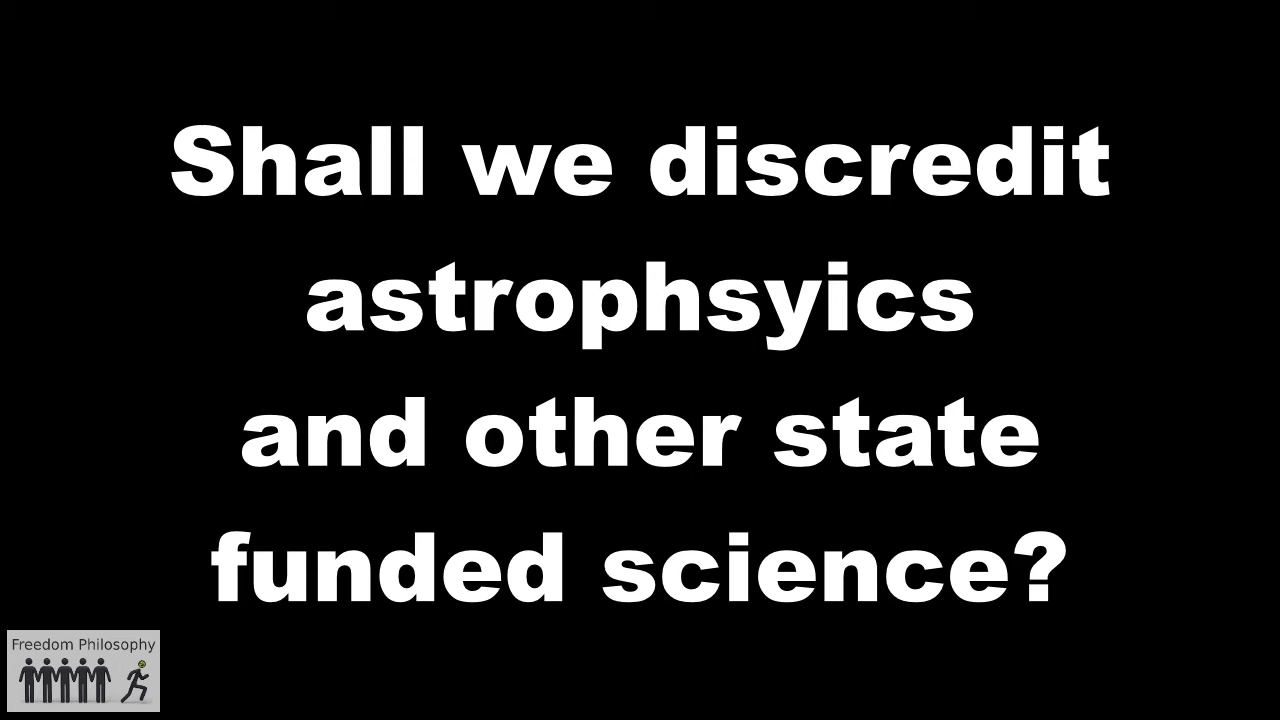 Shall we discredit
astrophsyics
and other state
funded science?
Freedom Philosophy